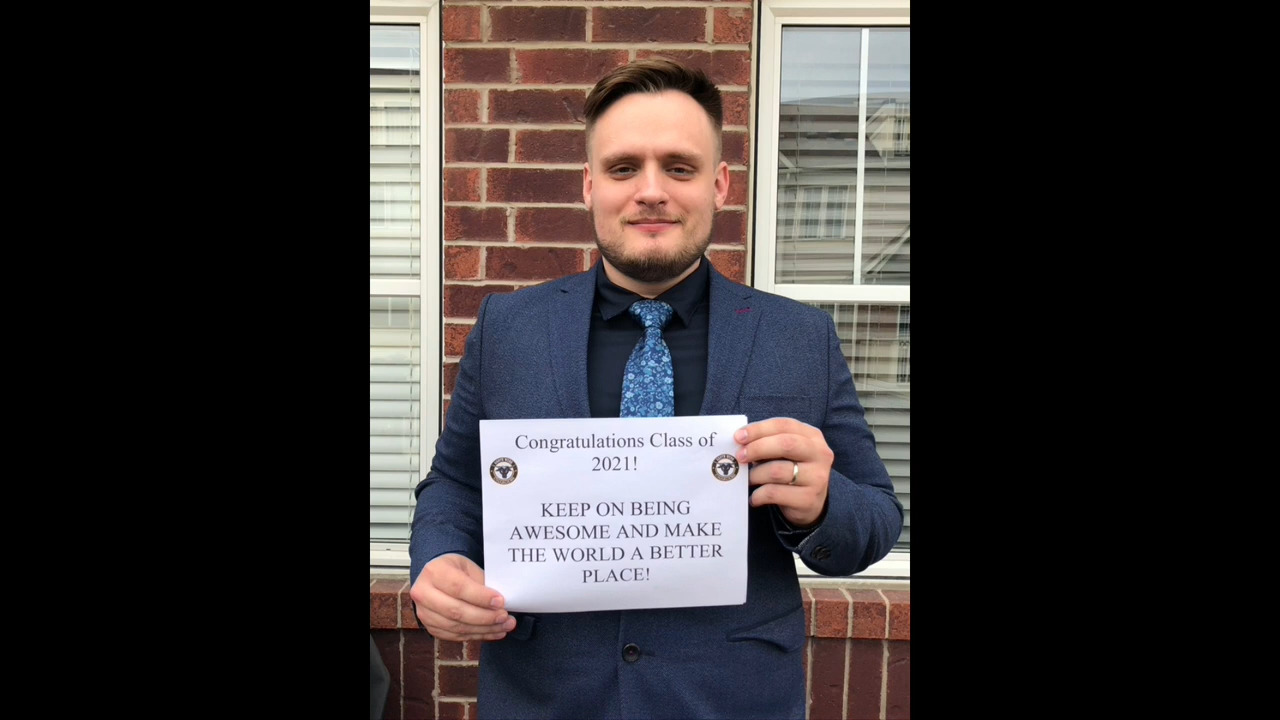 Congratulations Class of
2021!
KEEP ON BEING
AWESOME AND MAKE
THE WORLD A BETTER
PLACE!